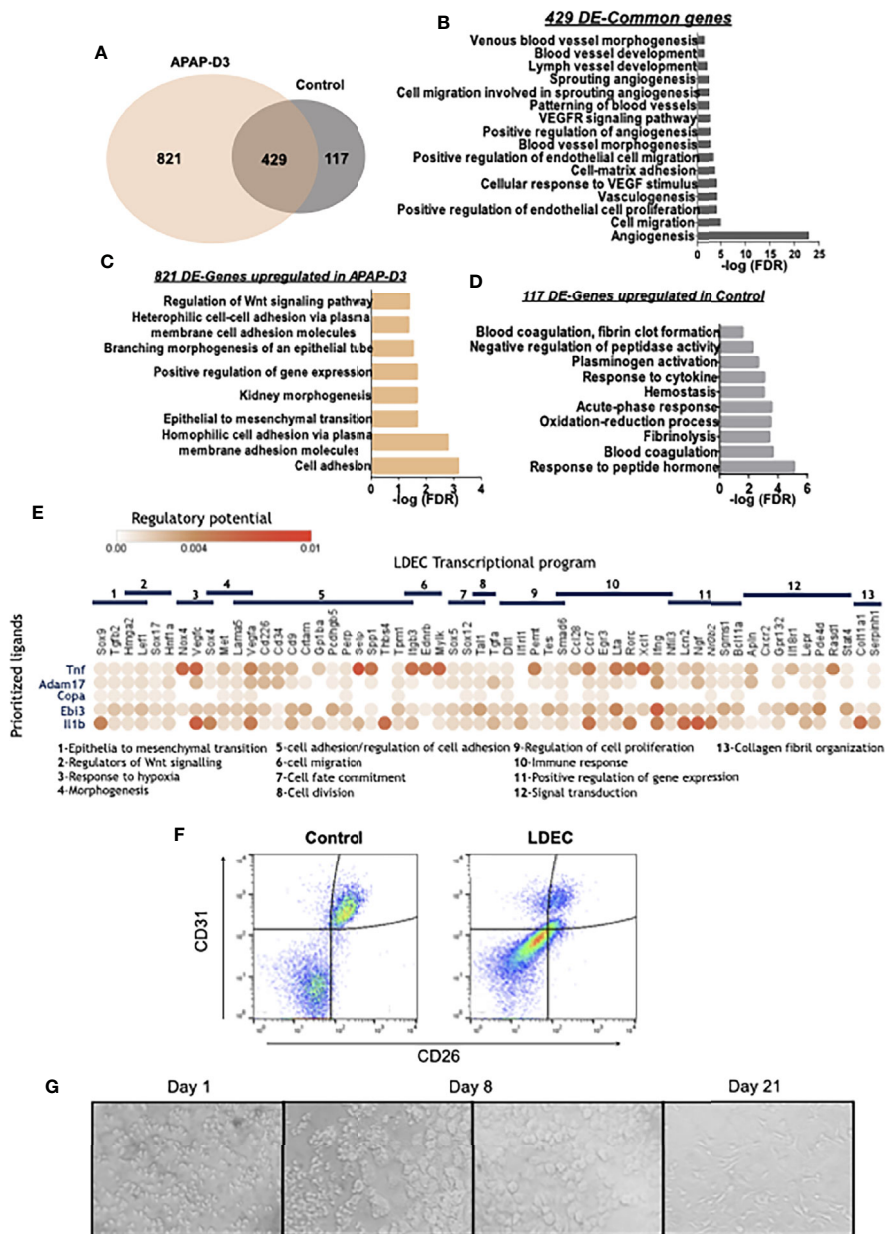 A
APAP-D3
Control
821
429
117
B
429 DE-Common genes
Venous blood vessel morphogenesis
Blood vessel development
Lymph vessel development
Sprouting angiogenesis
Cell migration involved in sprouting angiogenesis
Patterning of blood vessels
VEGFR signaling pathway
Positive regulation of angiogenesis
Blood vessel morphogenesis
Positive regulation of endothelial cell migration
Cell-matrix adhesion
Cellular response to VEGF stimulus
Vasculogenesis
Positive regulation of endothelial cell proliferation
Cell migration
Angiogenesis
0 5 10 15 20 25
-log (FDR)
C
821 DE-Genes upregulated in APAP-D3
Regulation of Wnt signaling pathway
Heterophilic cell-cell adhesion via plasma
membrane cell adhesion molecules
Branching morphogenesis of an epithelial tube
Positive regulation of gene expression
Kidney morphogenesis
Epithelial to mesenchymal transition
Homophilic cell adhesion via plasma
membrane adhesion molecules
Cell adhesion
0 1 2 3 4
-log (FDR)
D
117 DE-Genes upregulated in Control
Blood coagulation, fibrin clot formation
Negative regulation of peptidase activity
Plasminogen activation
Response to cytokine
Hemostasis
Acute-phase response
Oxidation-reduction process
Fibrinolysis
Blood coagulation
Response to peptide hormone
0 2 4 6
-log (FDR)
E
Regulatory potential
0.00 0.004 0.01
LDEC Transcriptional program
1 2 3 4 5 6 7 8 9 10 11 12 13
Sox9 Tgfb2 Hmga2 Lef1 Sox17 Hnf1a Nox4 Vegfc Sox4 Met Lama5 Vegfa Cd226 Cd34 Cd9 Gp1ba Pcdhgb5 Perp Selp Spp1 Thbs4 Tpm1 Itgb3 Ednrb Mylk Sox5 Sox12 Tal1 Tgfa Dll1 Il1rl1 Pemt Tes Smad6 Ccl28 Ccr7 Egr3 Lta Rorc Xcl1 Ifng Nfil3 Lcn2 Ngf Sgms1 Bcl11a Apln Cxcr2 Gpr132 Il18r1 Lepr Pde4d Rasd1 Stat4 Col11a1 Serpinh1
Prioritized ligands
Tnf
Adam17
Copa
Ebi3
Il1b
1-Epithelia to mesenchymal transition
2-Regulators of Wnt signalling
3-Response to hypoxia
4-Morphogenesis
5-cell adhesion/regulation of cell adhesion
6-cell migration
7-Cell fate commitment
8-Cell division
9-Regulation of cell proliferation
10-Immune response
11-Positive regulation of gene expression
12-Signal transduction
13-Collagen fibril organization
F
Control
LDEC
CD31
CD26
G
Day 1
Day 8
Day 21